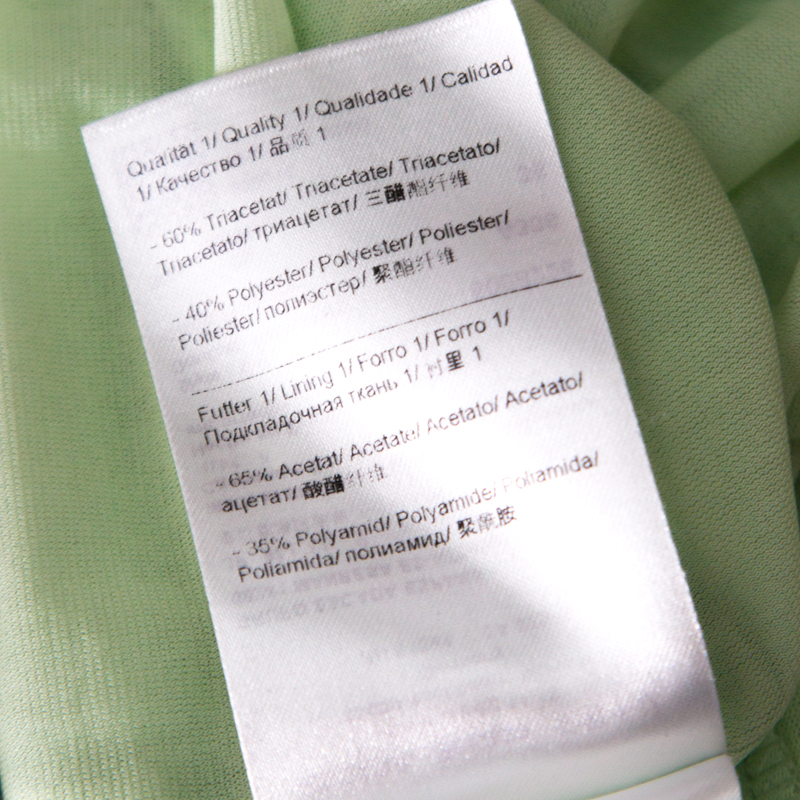 Qualität 1/ Quality 1/ Qualidade 1/ Calidad
1/ Качество 1/ 品质 1
- 60% Triacetat/ Triacetate/ Triacetato/
Triacetato/ триацетат/ 三醋酯纤维
- 40% Polyester/ Polyester/ Poliester/
Poliester/ полиэстер/ 聚酯纤维
Futter 1/ Lining 1/ Forro 1/ Forro 1/
Подкладочная ткань 1/ 衬里 1
- 65% Acetat/ Acetate/ Acetato/ Acetato/
ацетат/ 酸醋纤维
- 35% Polyamid/ Polyamide/ Poliamida/
Poliamida/ полиамид/ 聚酰胺